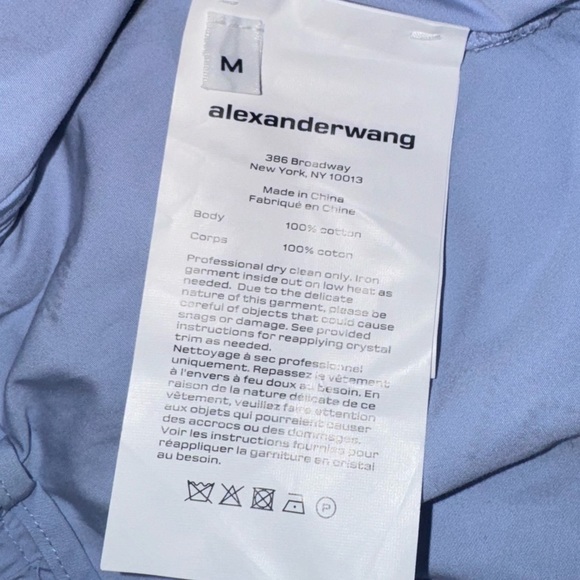 M
alexanderwang
386 Broadway
New York, NY 10013
Made in China
Fabriqué en Chine
Body 100% cotton
Corps 100% coton
Professional dry clean only. Iron
garment inside out on low heat as
needed. Due to the delicate
nature of this garment, please be
careful of objects that could cause
snags or damage. See provided
instructions for reapplying crystal
trim as needed.
Nettoyage à sec professionnel
uniquement. Repassez le vêtement
à l'envers à feu doux au besoin. En
raison de la nature délicate de ce
vêtement, veuillez faire attention
aux objets qui pourraient causer
des accrocs ou des dommages.
Voir les instructions fournies pour
réappliquer la garniture en cristal
au besoin.
P